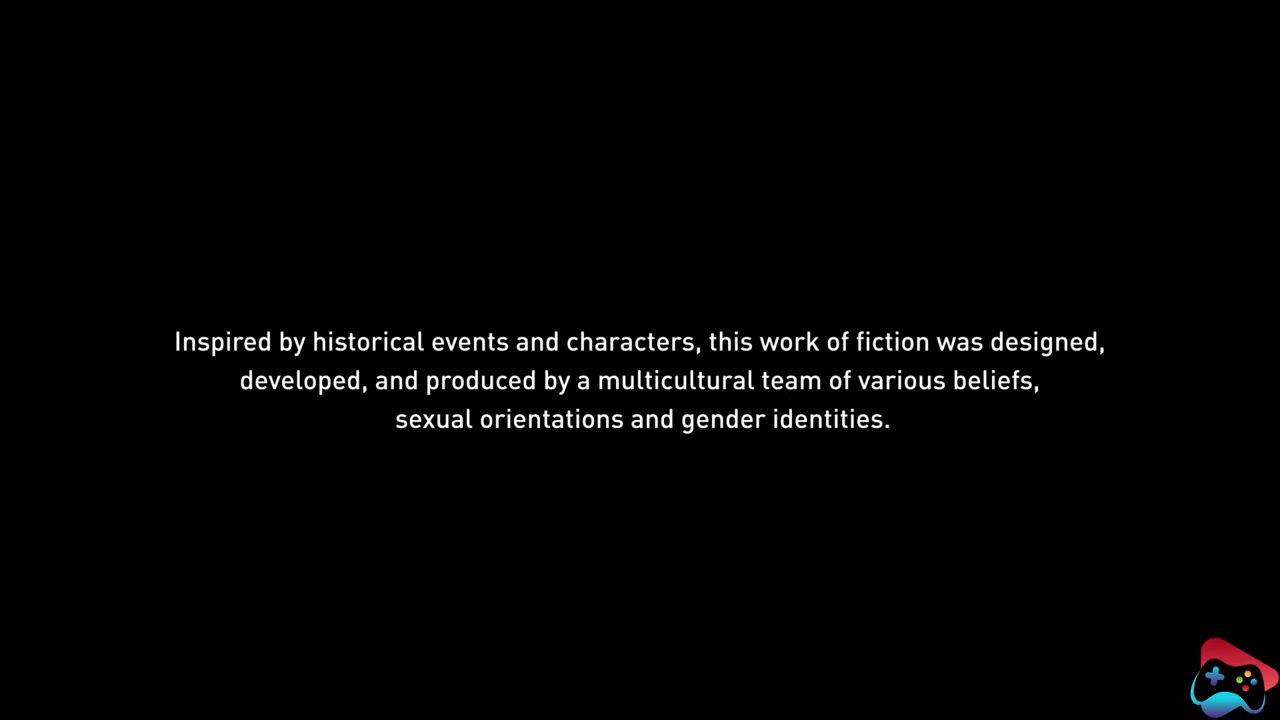 Inspired by historical events and characters, this work of fiction was designed,
developed, and produced by a multicultural team of various beliefs,
sexual orientations and gender identities.